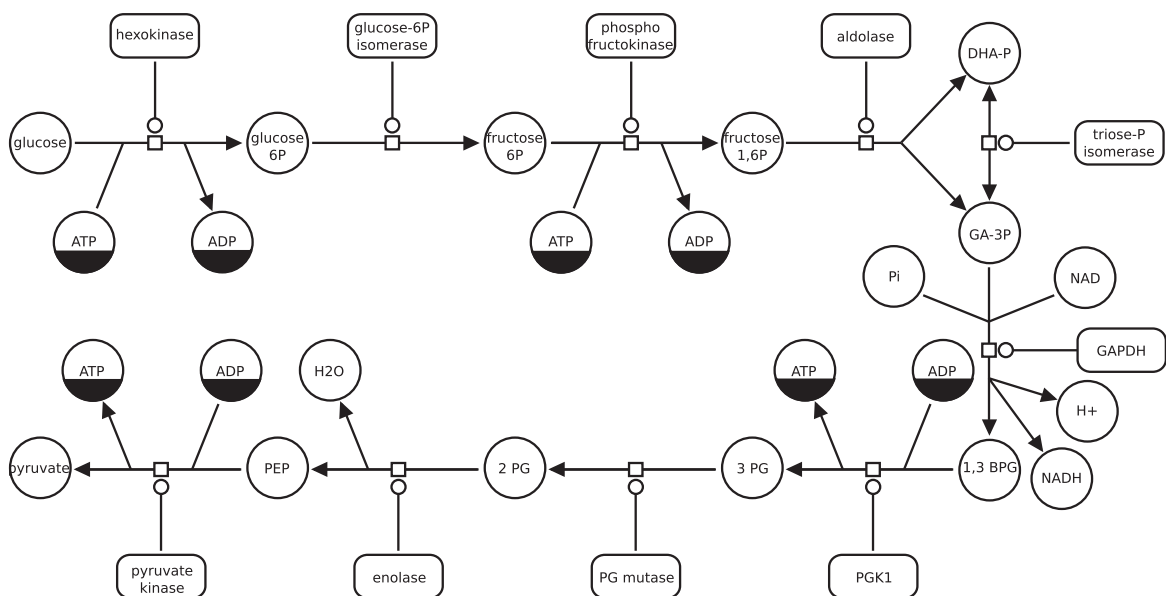 hexokinase
glucose-6P
isomerase
phospho
fructokinase
aldolase
DHA-P
glucose
glucose
6P
fructose
6P
fructose
1,6P
triose-P
isomerase
ATP
ADP
ATP
ADP
GA-3P
Pi
NAD
GAPDH
ATP
ADP
H2O
ATP
ADP
H+
pyruvate
PEP
2 PG
3 PG
1,3 BPG
NADH
pyruvate
kinase
enolase
PG mutase
PGK1